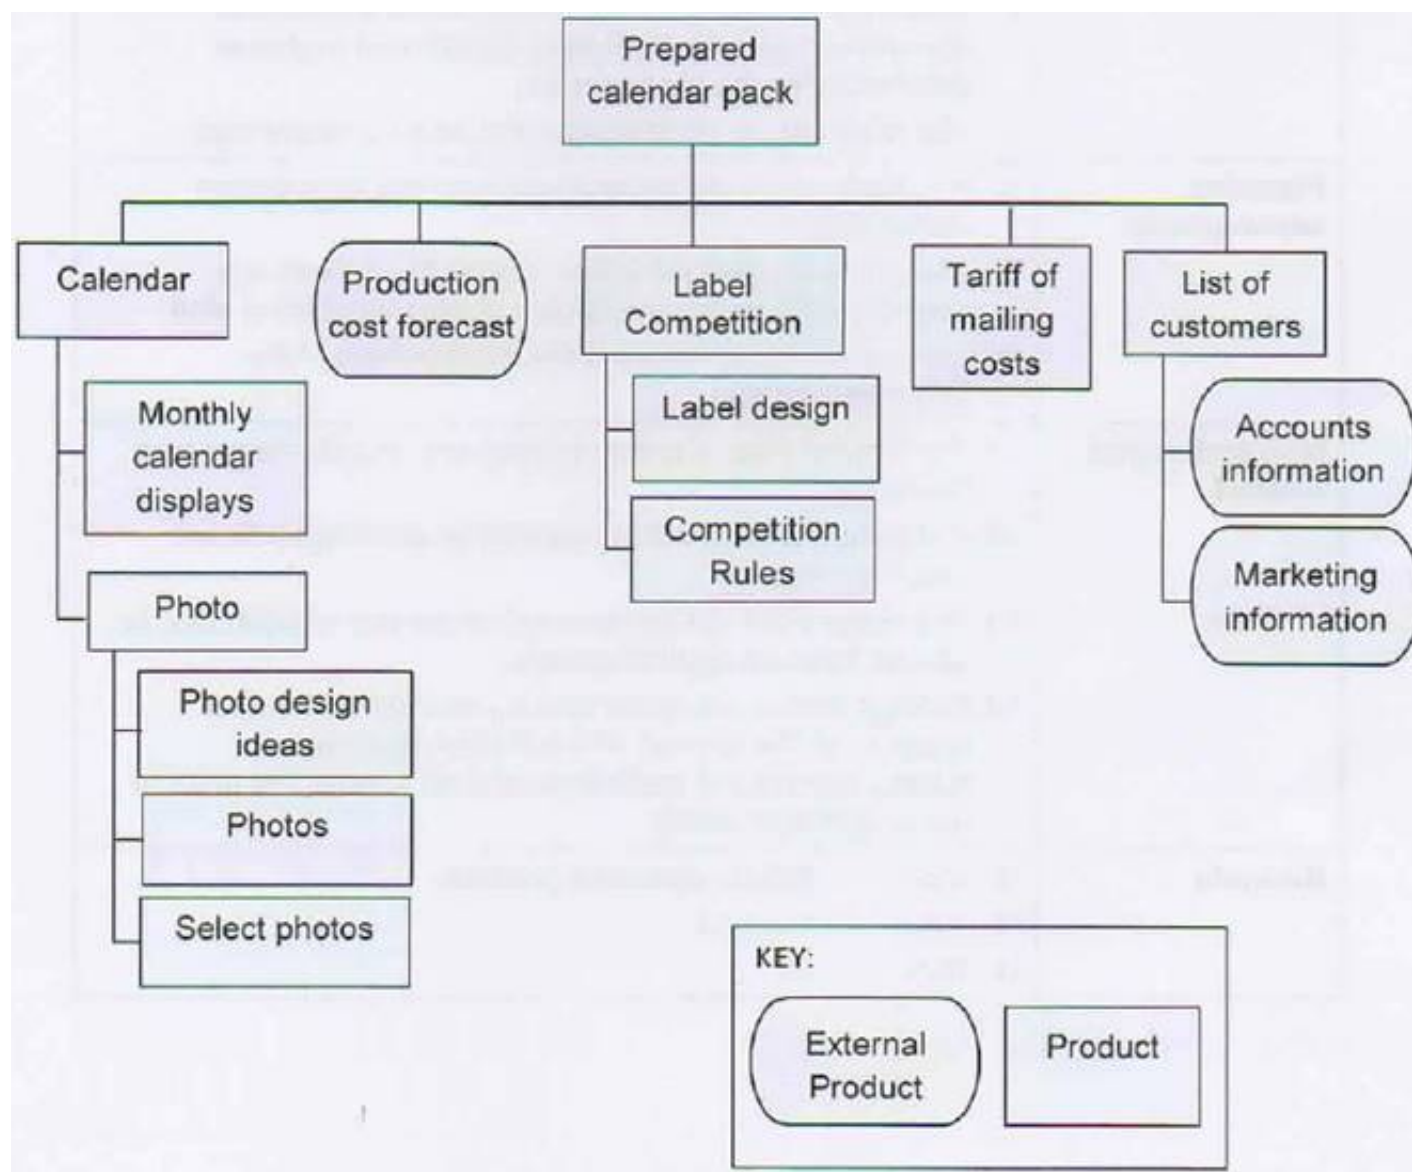 Prepared
calendar pack
Calendar
Production
cost forecast
Label
Competition
Tariff of
mailing
costs
List of
customers
Monthly
calendar
displays
Photo
Photo design
ideas
Photos
Select photos
Label design
Competition
Rules
Accounts
information
Marketing
information
KEY:
External
Product
Product